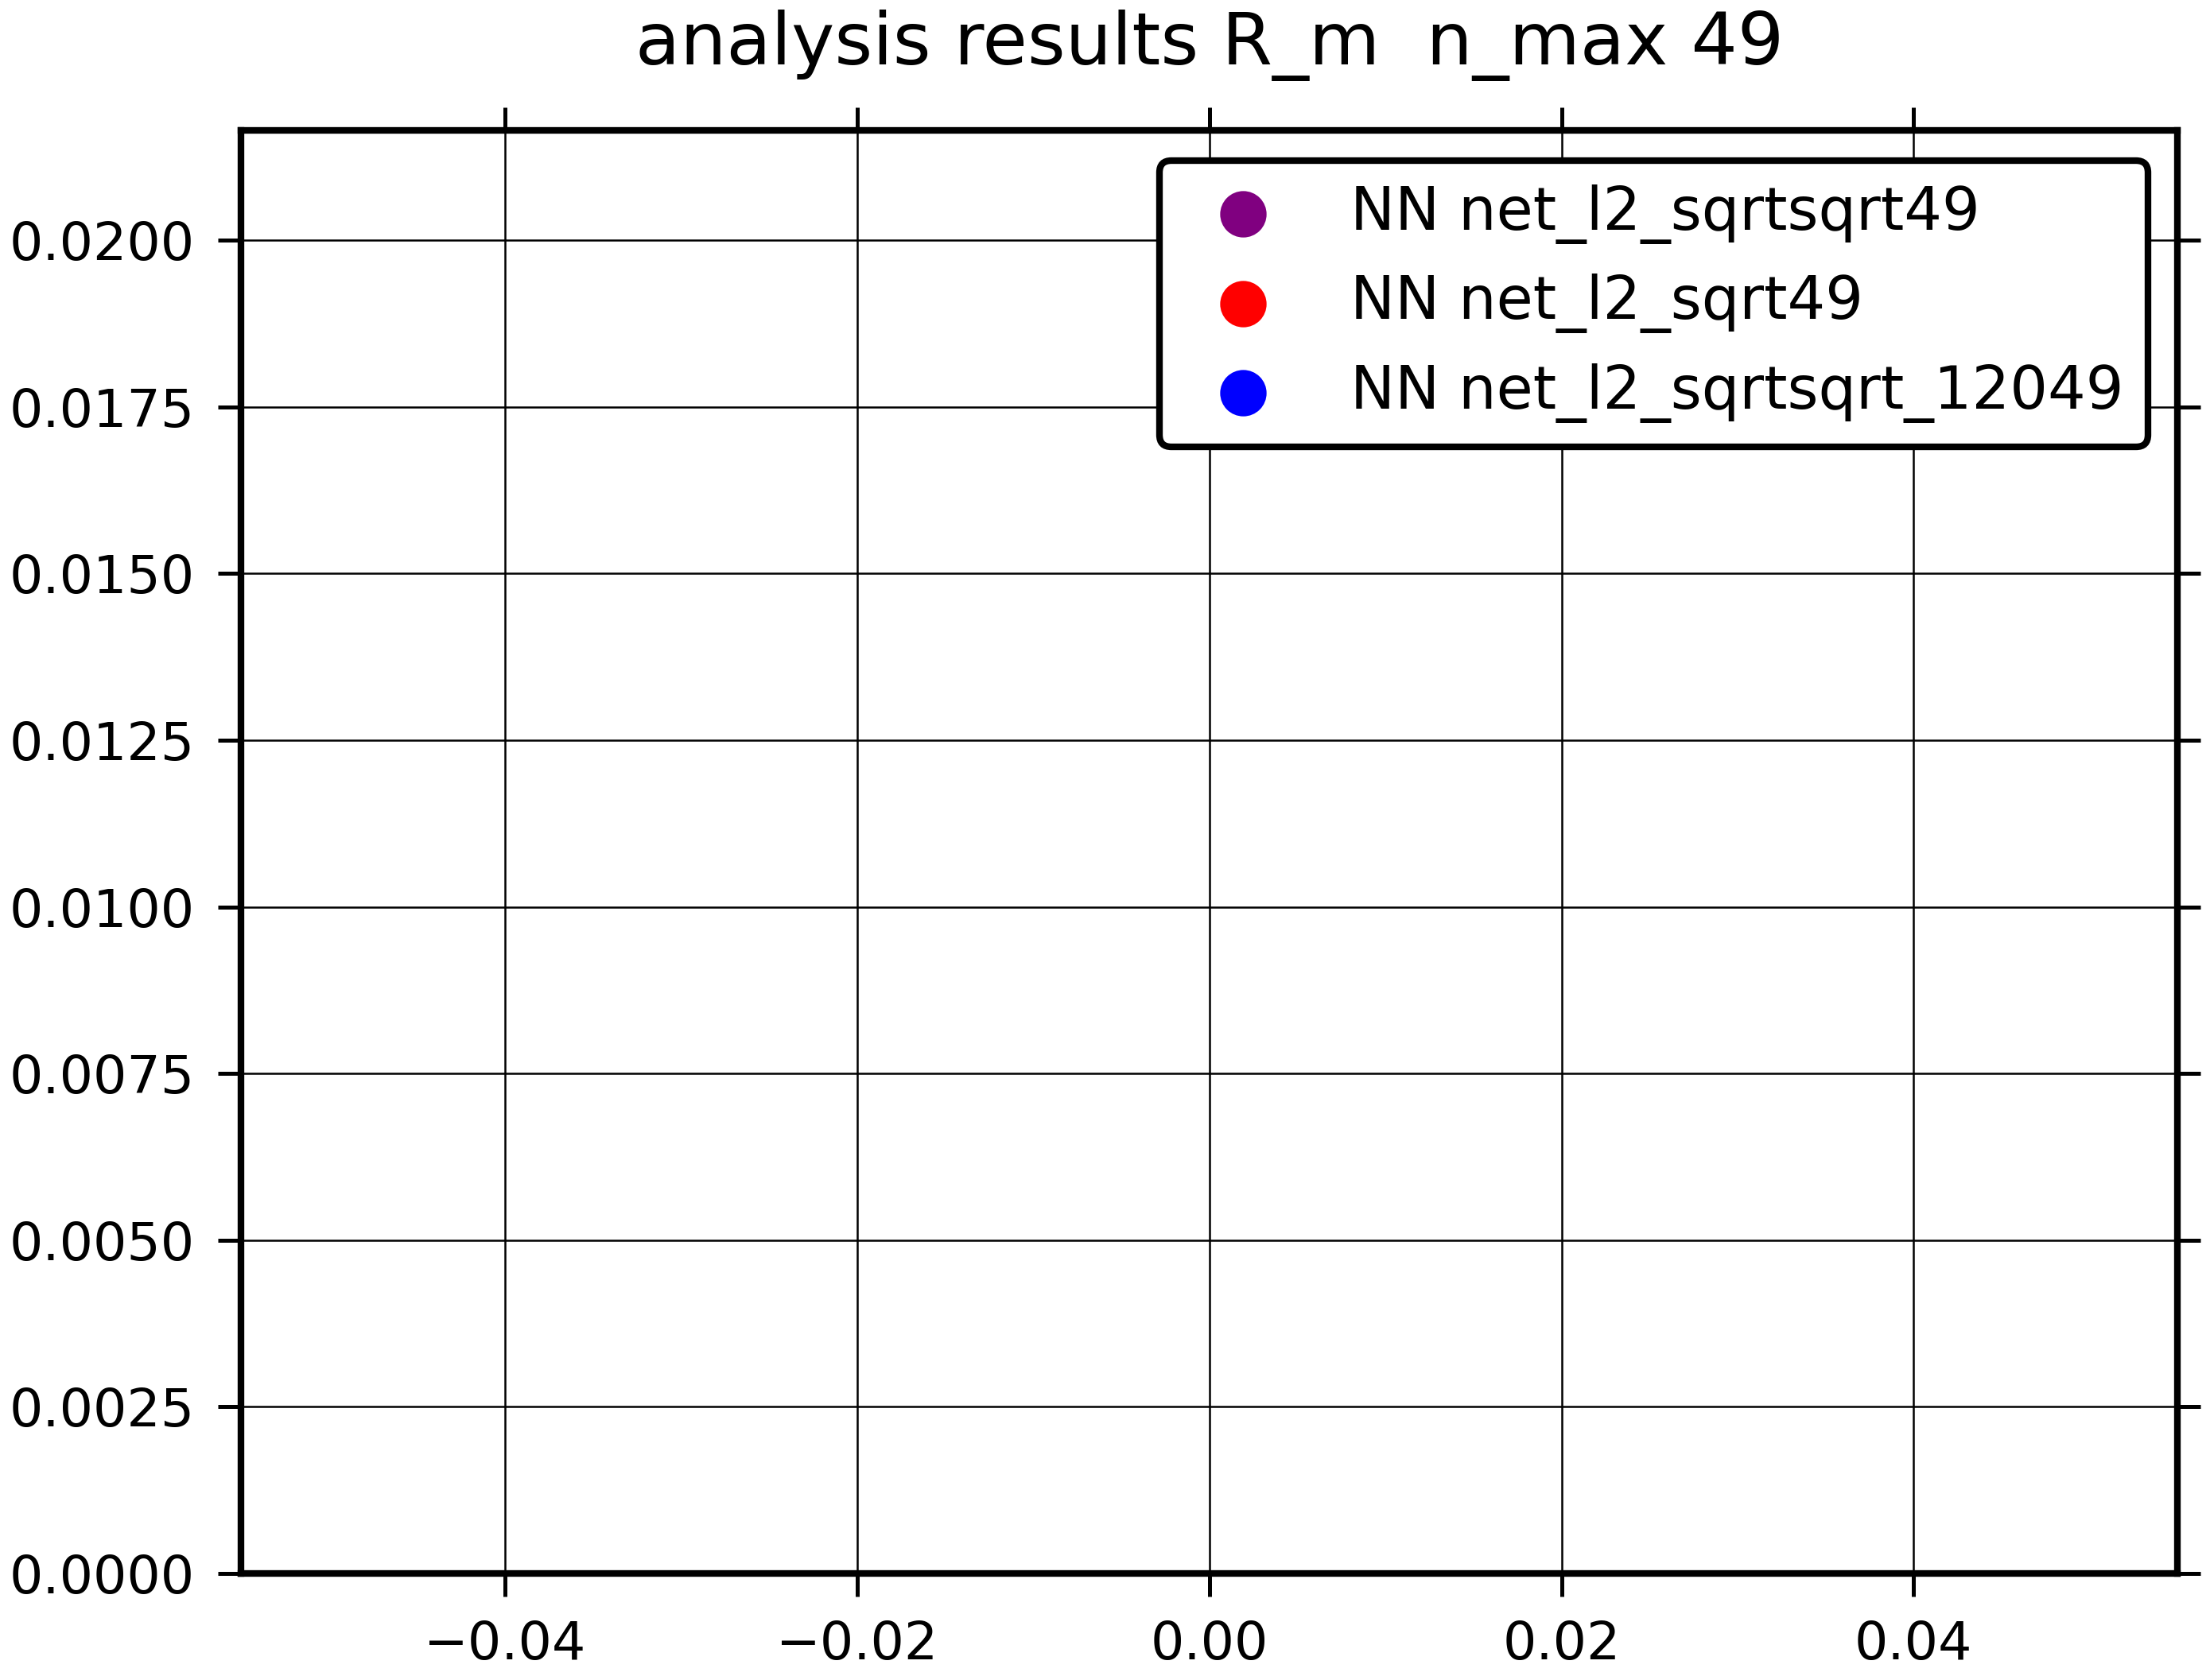 analysis results R_m  n_max 49
NN net_l2_sqrtsqrt49
NN net_l2_sqrt49
NN net_l2_sqrtsqrt_12049
0.0200
0.0175
0.0150
0.0125
0.0100
0.0075
0.0050
0.0025
0.0000
−0.04 −0.02 0.00 0.02 0.04